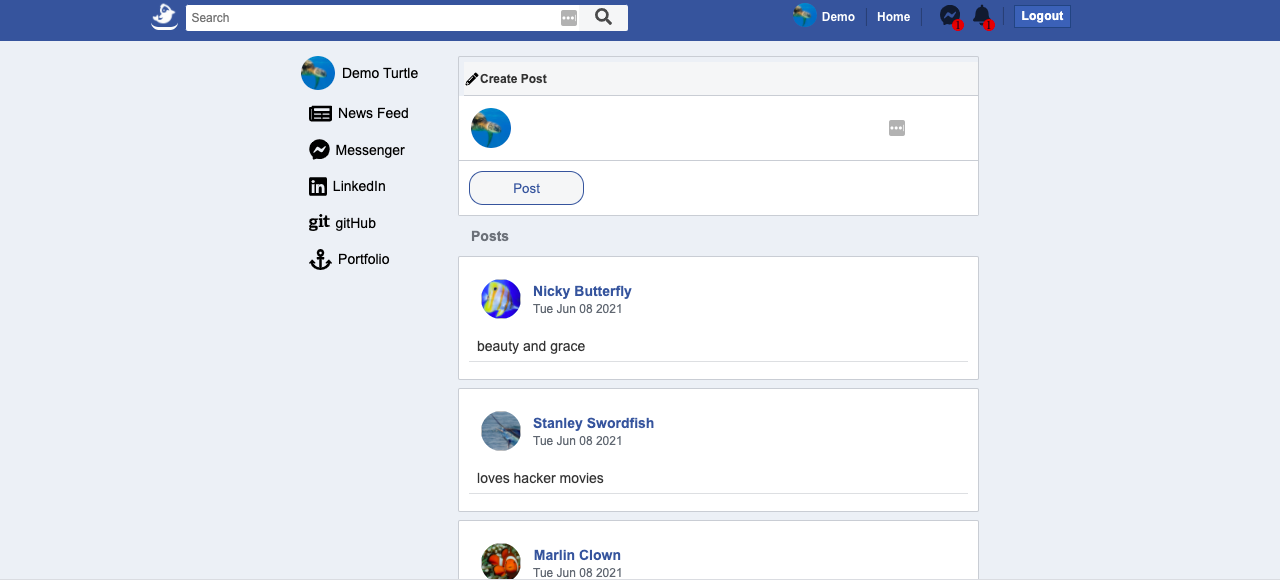 Search
Demo
Home
Logout
Demo Turtle
News Feed
Messenger
LinkedIn
git gitHub
Portfolio
Create Post
Post
Posts
Nicky Butterfly
Tue Jun 08 2021
beauty and grace
Stanley Swordfish
Tue Jun 08 2021
loves hacker movies
Marlin Clown
Tue Jun 08 2021